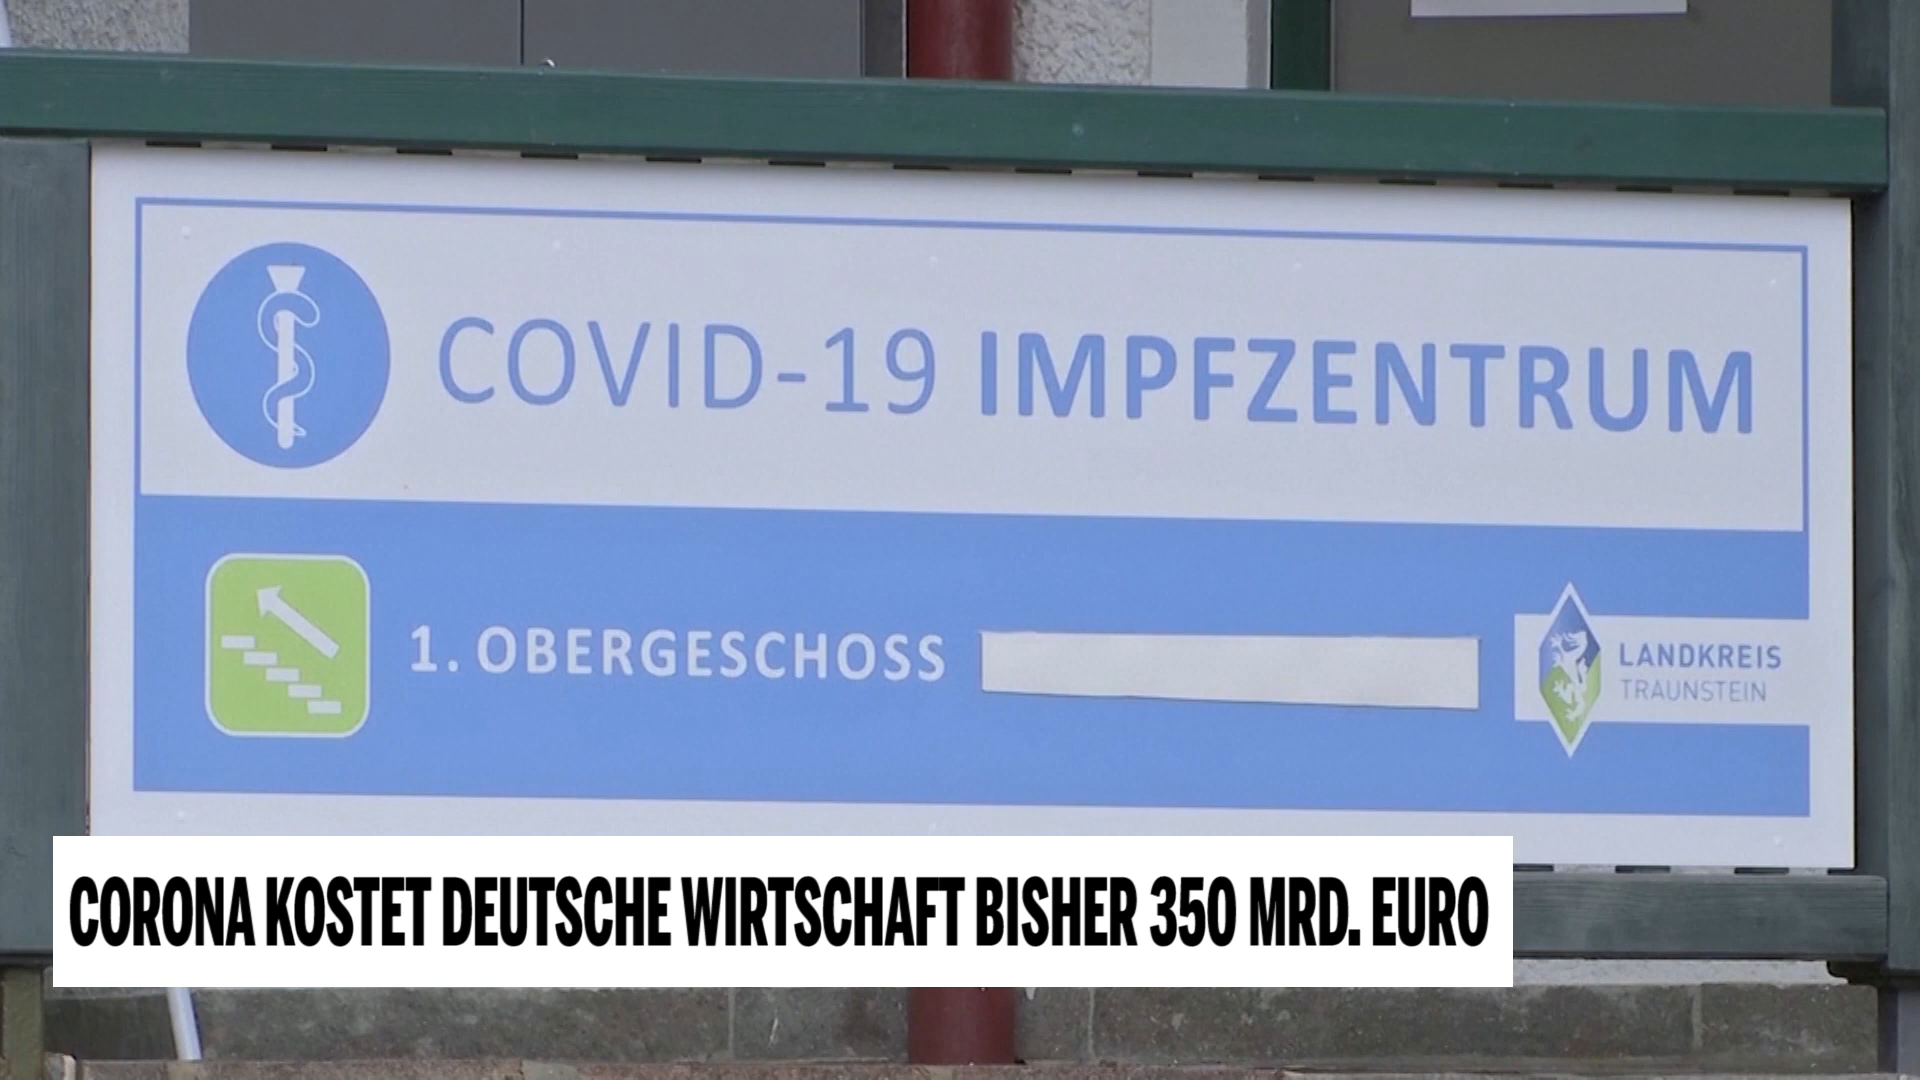 COVID-19 IMPFZENTRUM
1. OBERGESCHOSS
LANDKREIS
TRAUNSTEIN
CORONA KOSTET DEUTSCHE WIRTSCHAFT BISHER 350 MRD. EURO